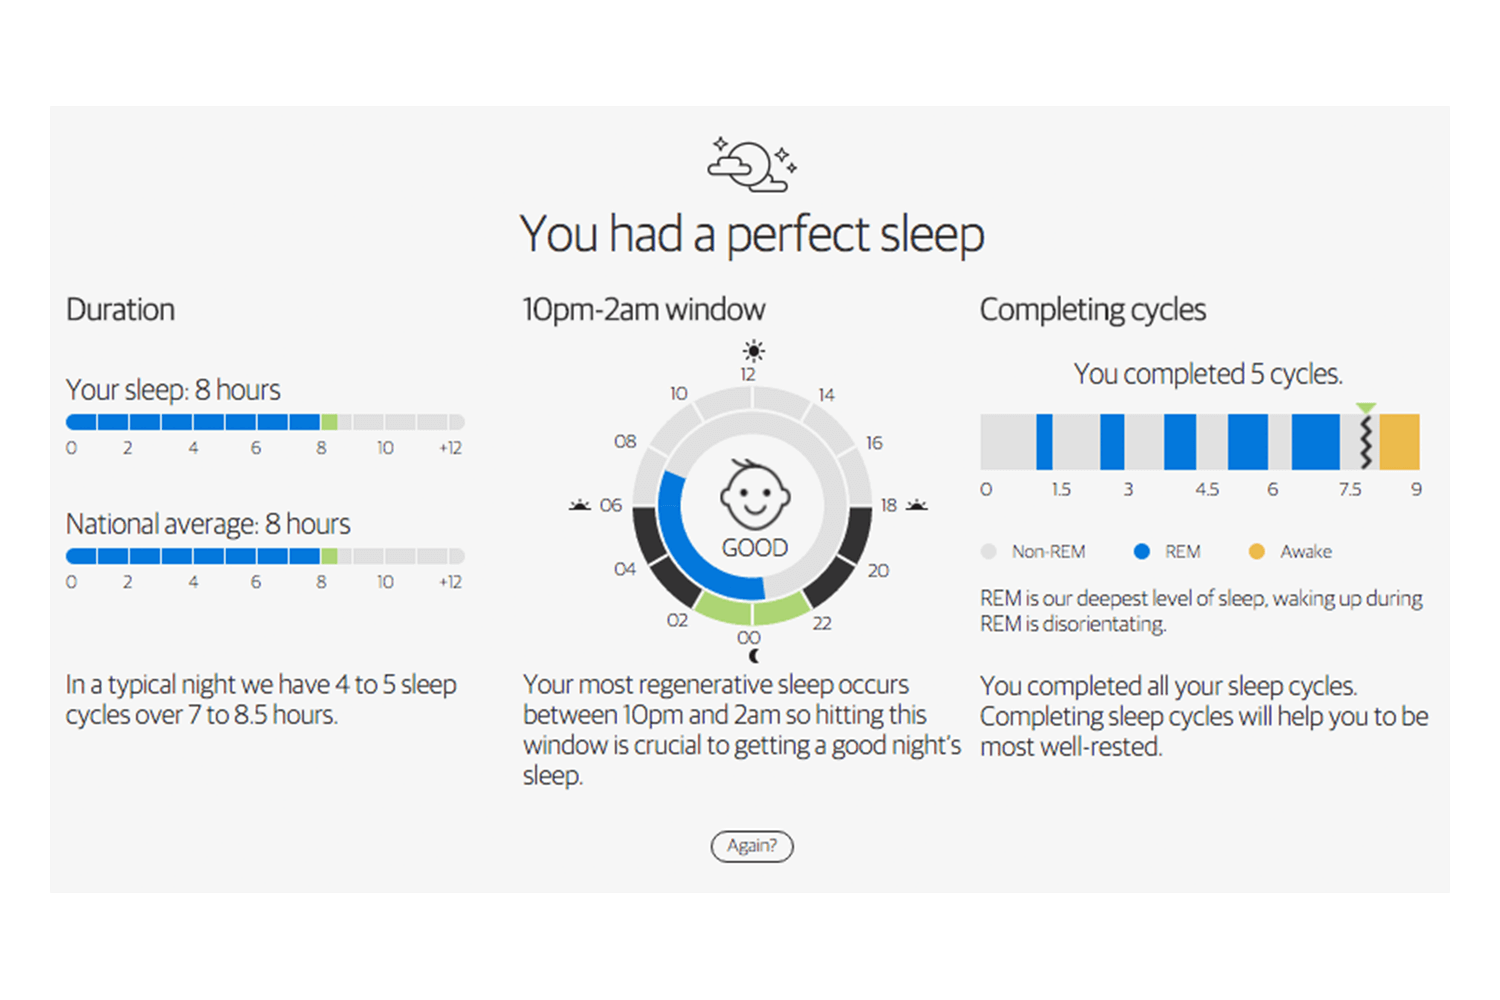 You had a perfect sleep
Duration
Your sleep: 8 hours
0 2 4 6 8 10 +12
National average: 8 hours
0 2 4 6 8 10 +12
In a typical night we have 4 to 5 sleep
cycles over 7 to 8.5 hours.
10pm-2am window
12
10 14
08 16
06 18
GOOD
04 20
02 22
00
Your most regenerative sleep occurs
between 10pm and 2am so hitting this
window is crucial to getting a good night's
sleep.
Completing cycles
You completed 5 cycles.
0 1.5 3 4.5 6 7.5 9
Non-REM REM Awake
REM is our deepest level of sleep, waking up during
REM is disorientating.
You completed all your sleep cycles.
Completing sleep cycles will help you to be
most well-rested.
Again?